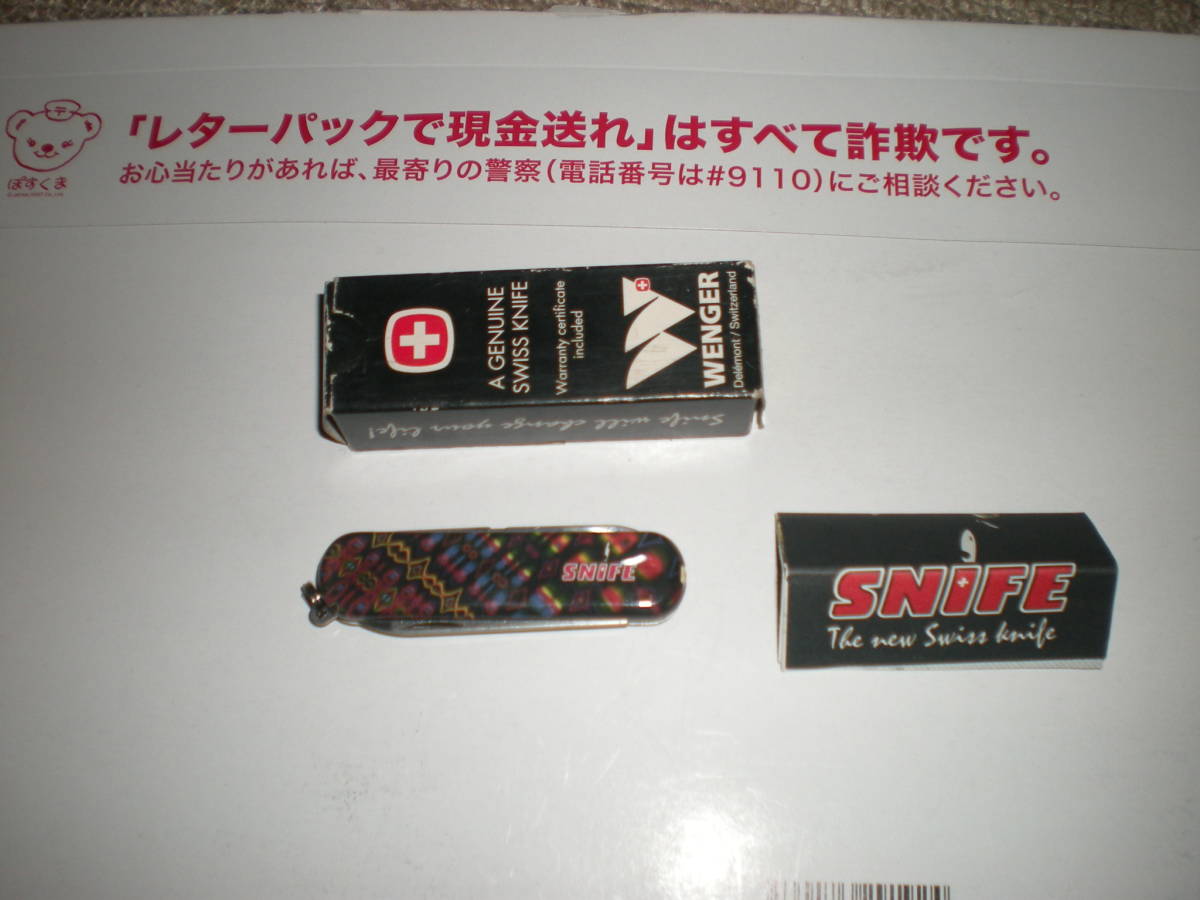 「レターパックで現金送れ」はすべて詐欺です。
お心当たりがあれば、最寄りの警察（電話番号は#9110）にご相談ください。
ぽすくま
A GENUINE
SWISS KNIFE
Warranty certificate
included
WENGER
Delémont / Switzerland
Snife will change your life!
SNIFE
SNIFE
The new Swiss knife